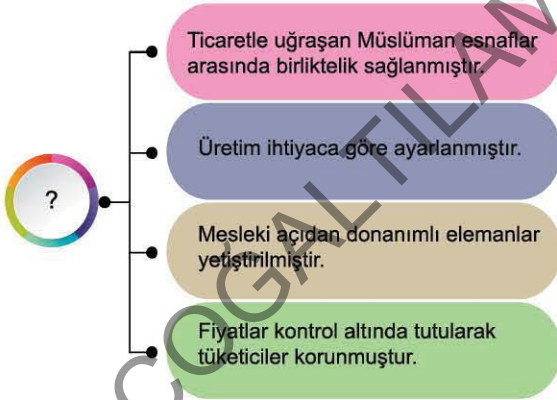 Ticaretle uğraşan Müslüman esnaflar
arasında birliktelik sağlanmıştır.
Üretim ihtiyaca göre ayarlanmıştır.
?
Mesleki açıdan donanımlı elemanlar
yetiştirilmiştir.
Fiyatlar kontrol altında tutularak
tüketiciler korunmuştur.
ÇOĞALTILAM